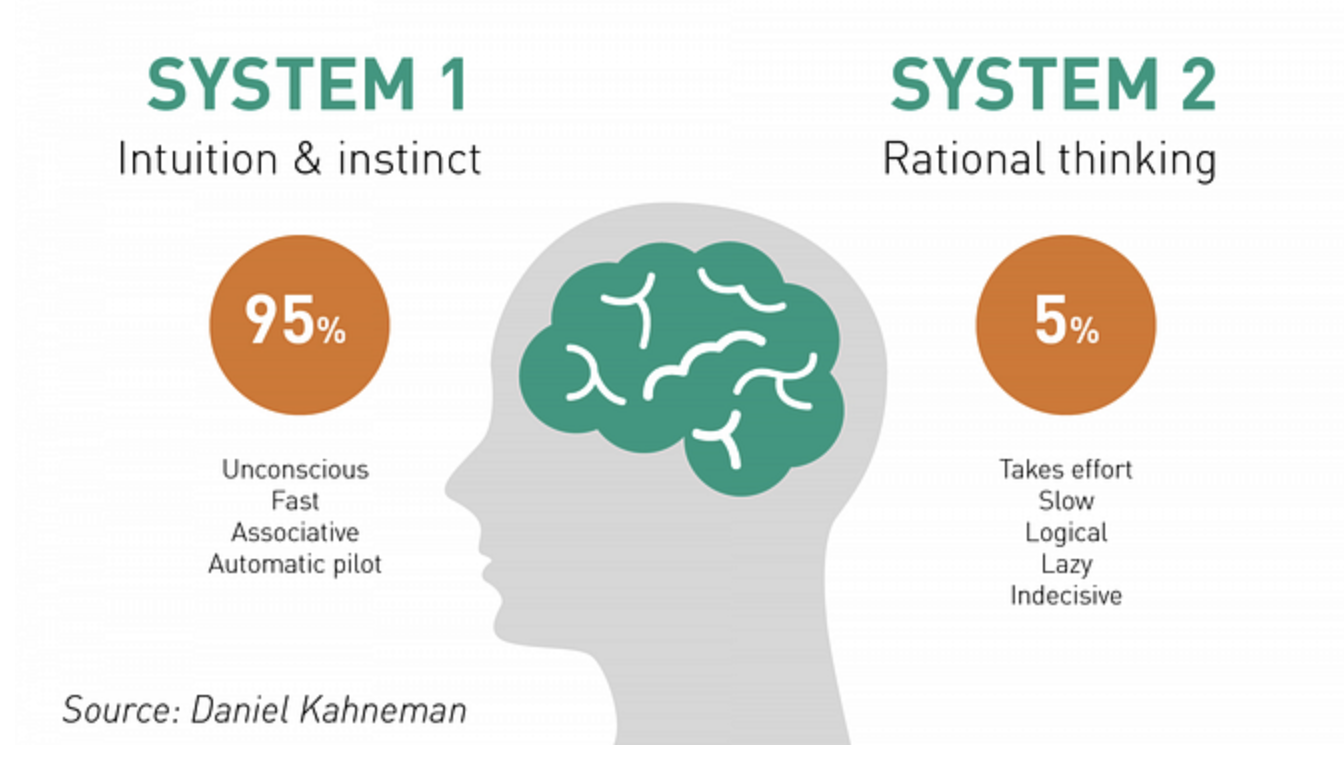 SYSTEM 1
Intuition & instinct
95%
Unconscious
Fast
Associative
Automatic pilot
SYSTEM 2
Rational thinking
5%
Takes effort
Slow
Logical
Lazy
Indecisive
Source: Daniel Kahneman